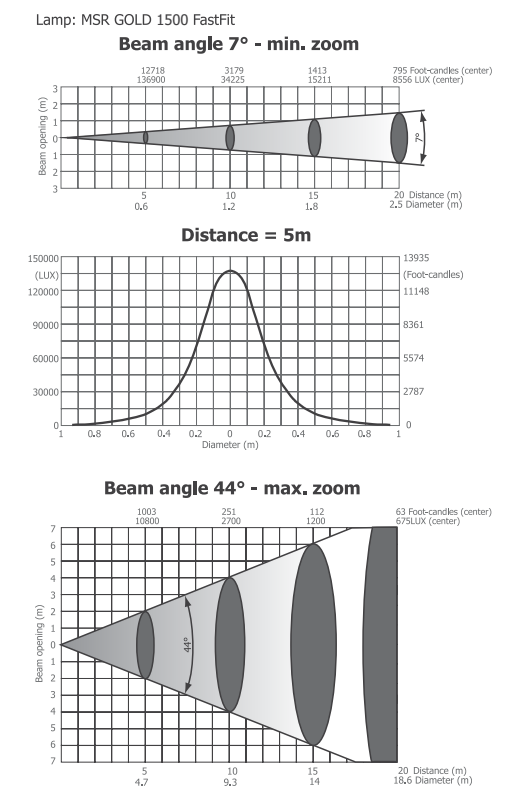 Lamp: MSR GOLD 1500 FastFit
Beam angle 7° - min. zoom
12718 3179 1413 795 Foot-candles (center)
136900 34225 15211 8556 LUX (center)
Beam opening (m)
3
2
1
0
1
2
3
7°
5 10 15 20 Distance (m)
0.6 1.2 1.8 2.5 Diameter (m)
Distance = 5m
150000 13935
(LUX) (Foot-candles)
120000 11148
90000 8361
60000 5574
30000 2787
0 0
1 0.8 0.6 0.4 0.2 0 0.2 0.4 0.6 0.8 1
Diameter (m)
Beam angle 44° - max. zoom
1003 251 112 63 Foot-candles (center)
10800 2700 1200 675LUX (center)
Beam opening (m)
7
6
5
4
3
2
1
0
1
2
3
4
5
6
7
44°
5 10 15 20 Distance (m)
4.7 9.3 14 18.6 Diameter (m)